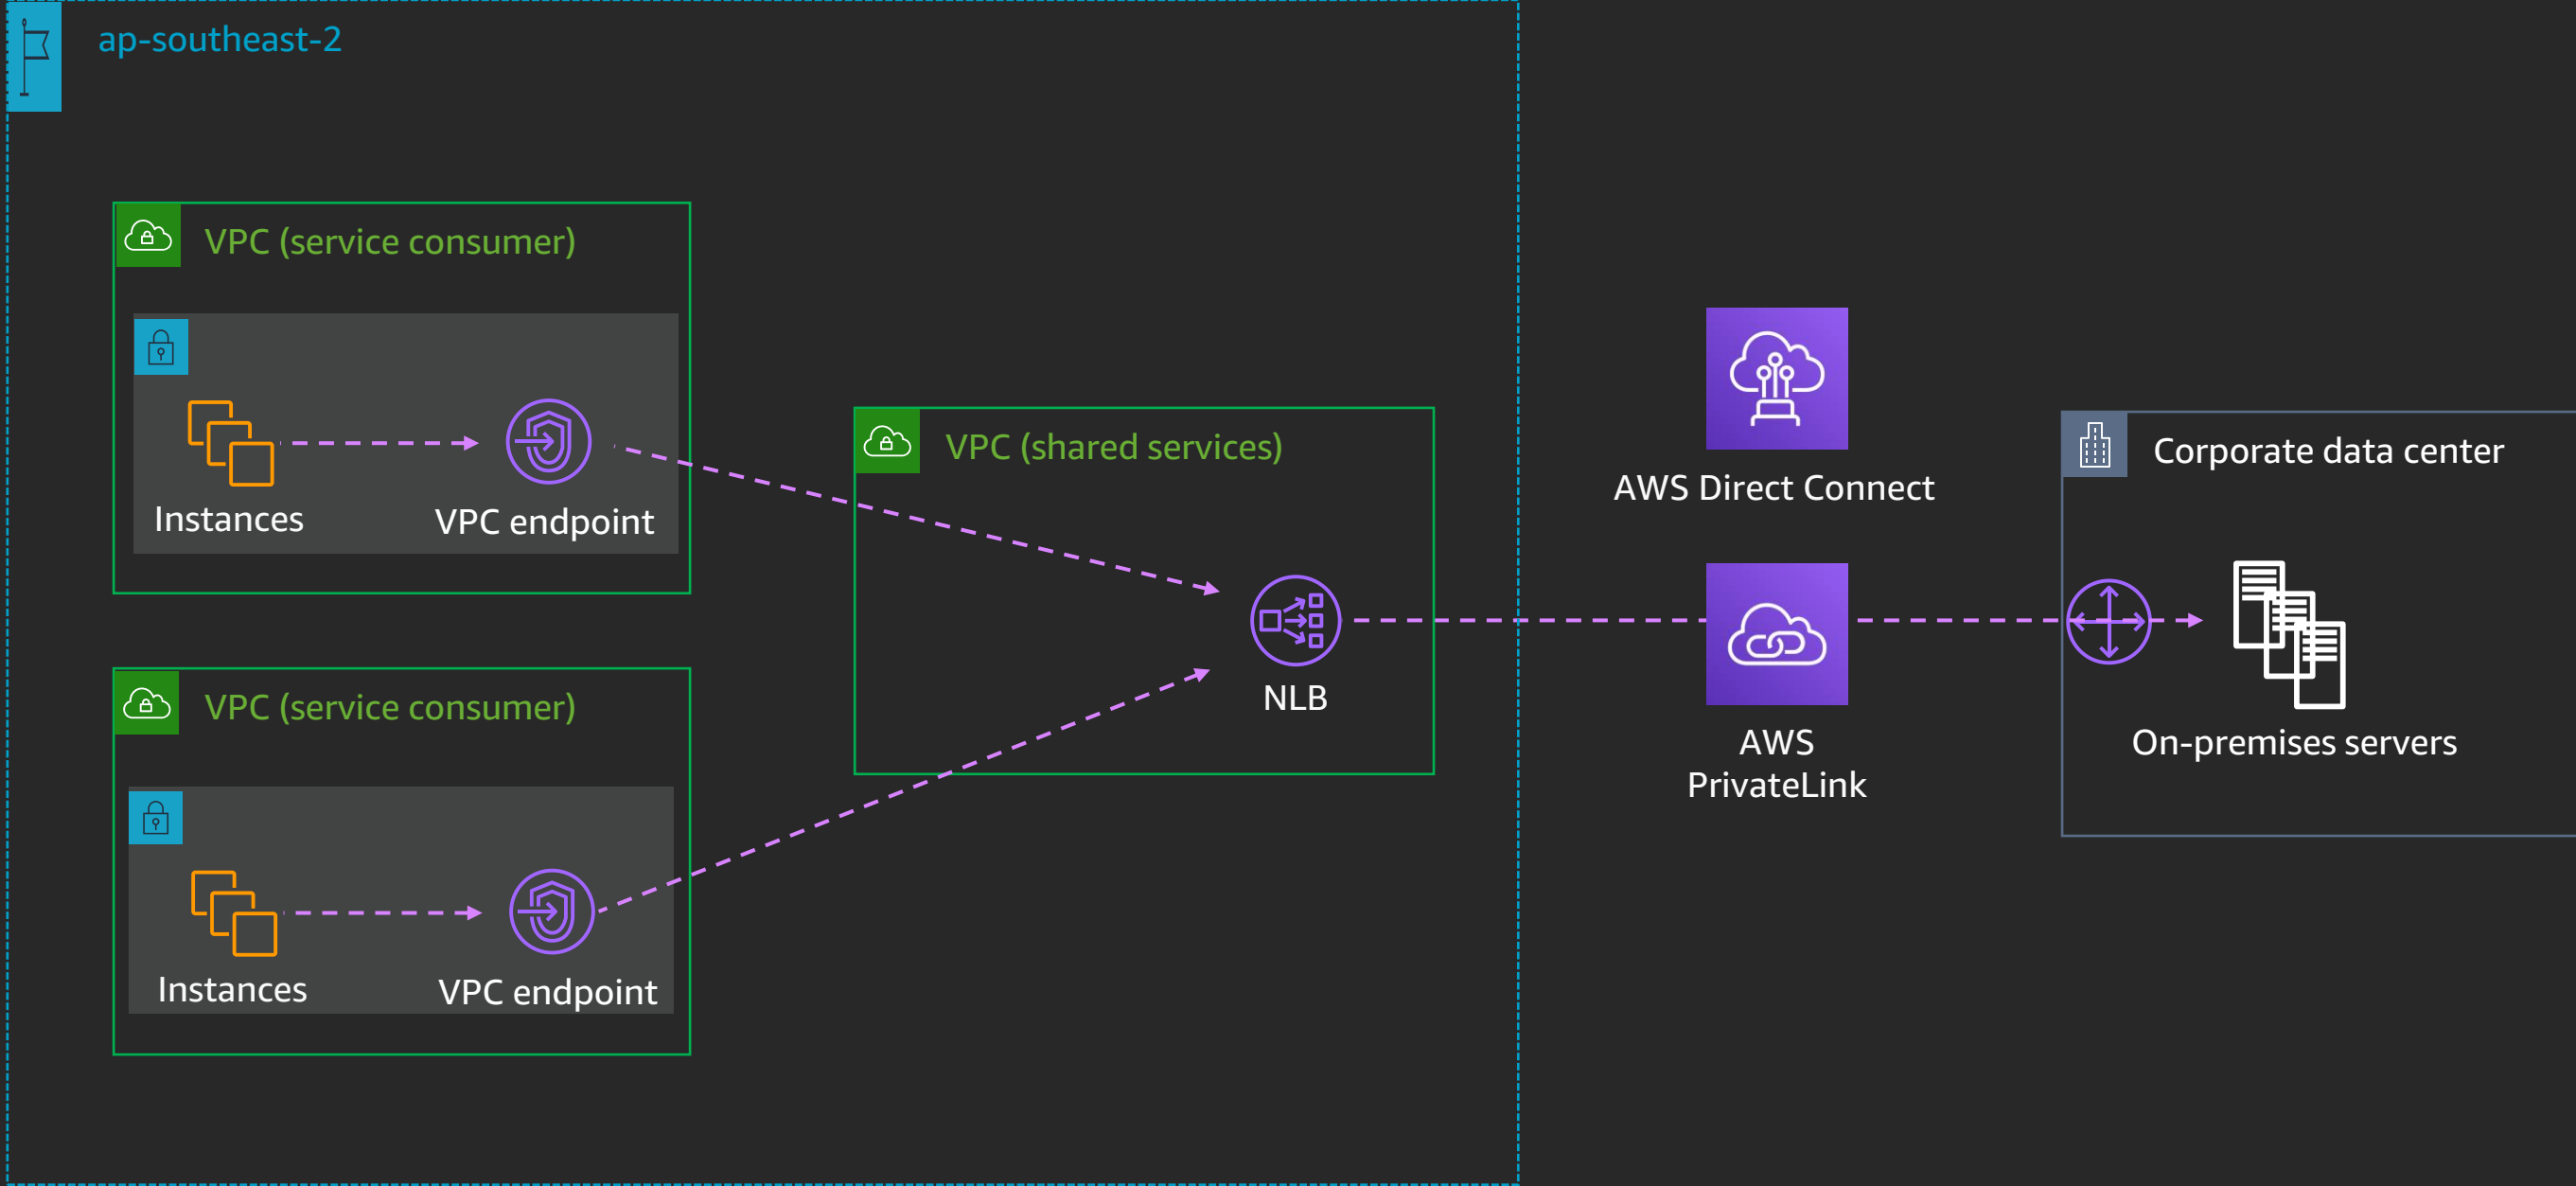 ap-southeast-2
VPC (service consumer)
Instances
VPC endpoint
VPC (service consumer)
Instances
VPC endpoint
VPC (shared services)
NLB
AWS Direct Connect
AWS
PrivateLink
Corporate data center
On-premises servers